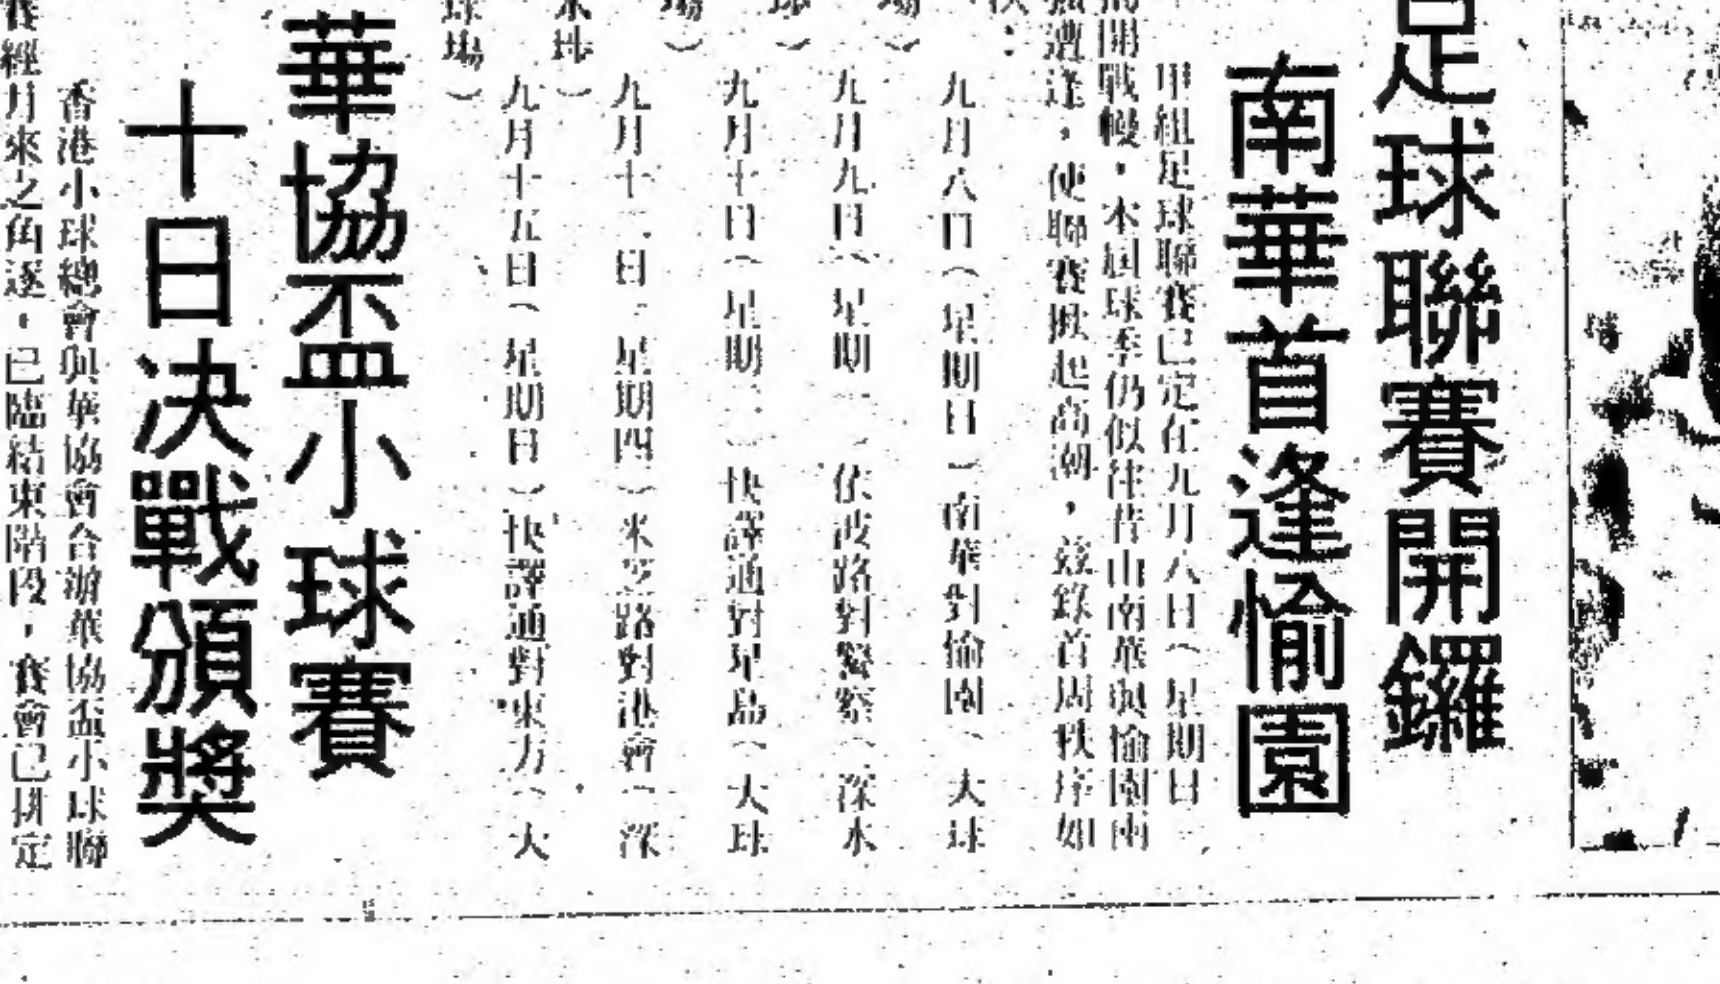 足球聯賽開鑼
南華首逢愉園
甲組足球聯賽已定在九月八日（星期日
開戰幔，本屆球季仍似往昔由南華與愉園兩
強遭逢，使聯賽掀起高潮，茲錄首周秩序如
：
九月八日（星期日）南華對愉園（大球
場）
九月九日（星期一）伏波路對警察（深水
九月十日（星期二）快譯通對星島（大球
場）
九月十二日（星期四）米芝路對港會（深
水埗）
九月十五日（星期日）快譯通對東方（大
球場）
華協盃小球賽
十日決戰頒獎
香港小球總會與華協會合辦華協盃小球聯
賽經月來之角逐，已臨結束階段，賽會已排定